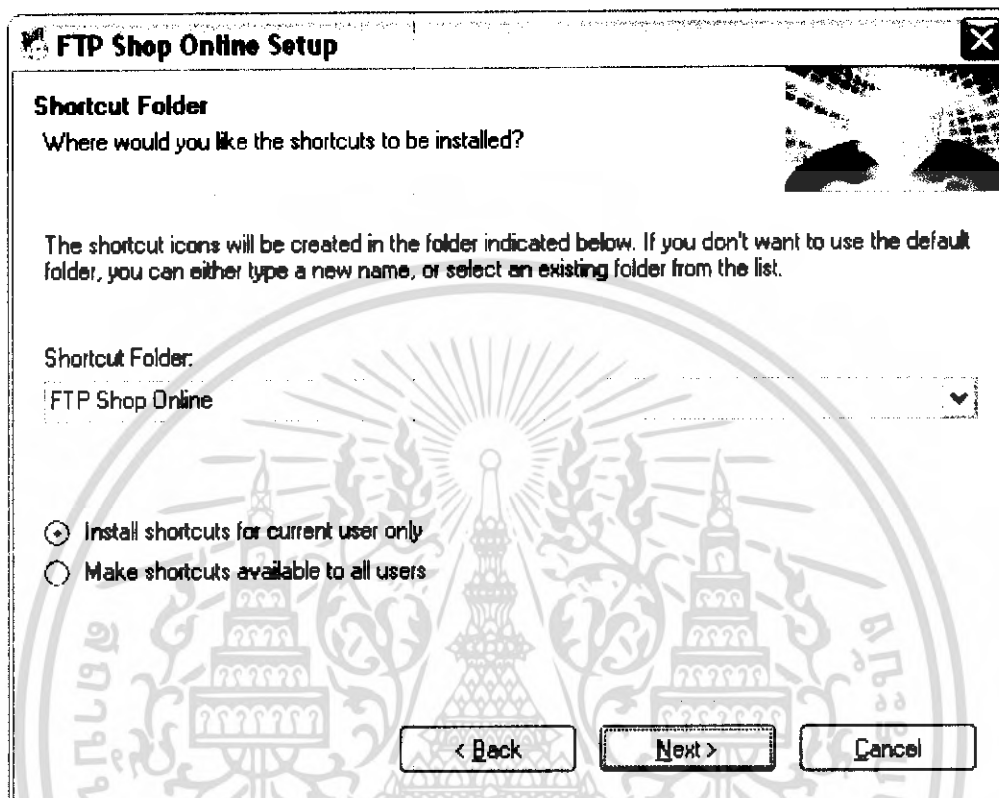 FTP Shop Online Setup
Shortcut Folder
Where would you like the shortcuts to be installed?
The shortcut icons will be created in the folder indicated below. If you don't want to use the default
folder, you can either type a new name, or select an existing folder from the list.
Shortcut Folder:
FTP Shop Online
Install shortcuts for current user only
Make shortcuts available to all users
< Back
Next >
Cancel